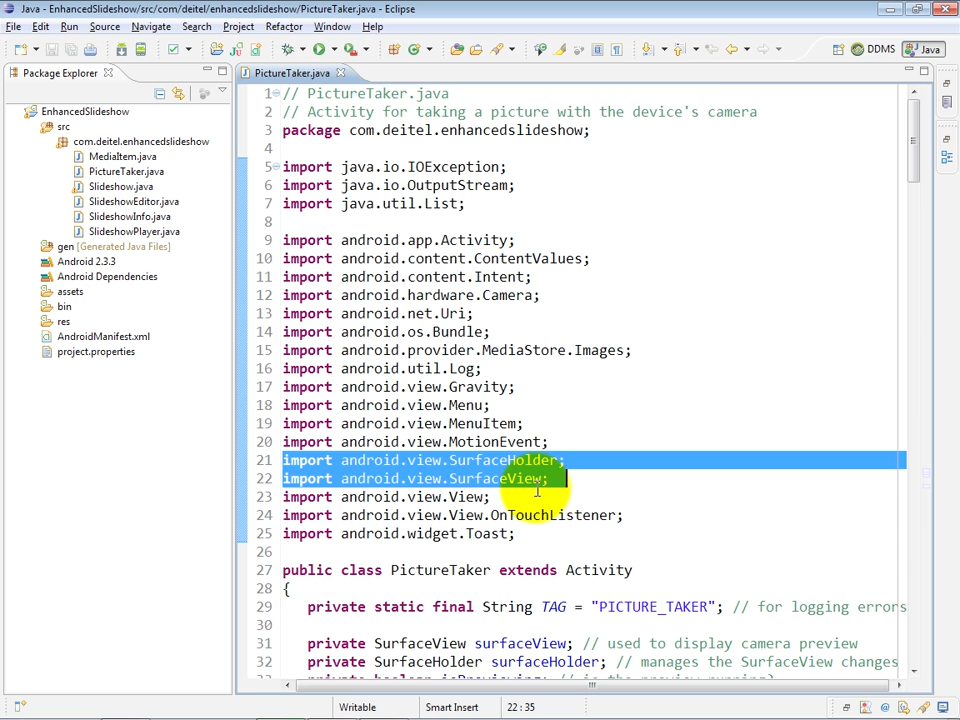 Java - EnhancedSlideshow/src/com/deitel/enhancedslideshow/PictureTaker.java - Eclipse
File Edit Run Source Navigate Search Project Refactor Window Help
DDMS Java
Package Explorer
PictureTaker.java
EnhancedSlideshow
src
com.deitel.enhancedslideshow
MediaItem.java
PictureTaker.java
Slideshow.java
SlideshowEditor.java
SlideshowInfo.java
SlideshowPlayer.java
gen [Generated Java Files]
Android 2.3.3
Android Dependencies
assets
bin
res
AndroidManifest.xml
project.properties
1 // PictureTaker.java
2 // Activity for taking a picture with the device's camera
3 package com.deitel.enhancedslideshow;
4
5 import java.io.IOException;
6 import java.io.OutputStream;
7 import java.util.List;
8
9 import android.app.Activity;
10 import android.content.ContentValues;
11 import android.content.Intent;
12 import android.hardware.Camera;
13 import android.net.Uri;
14 import android.os.Bundle;
15 import android.provider.MediaStore.Images;
16 import android.util.Log;
17 import android.view.Gravity;
18 import android.view.Menu;
19 import android.view.MenuItem;
20 import android.view.MotionEvent;
21 import android.view.SurfaceHolder;
22 import android.view.SurfaceView;
23 import android.view.View;
24 import android.view.View.OnTouchListener;
25 import android.widget.Toast;
26
27 public class PictureTaker extends Activity
28 {
29 private static final String TAG = "PICTURE_TAKER"; // for logging errors
30
31 private SurfaceView surfaceView; // used to display camera preview
32 private SurfaceHolder surfaceHolder; // manages the SurfaceView changes
Writable Smart Insert 22 : 35